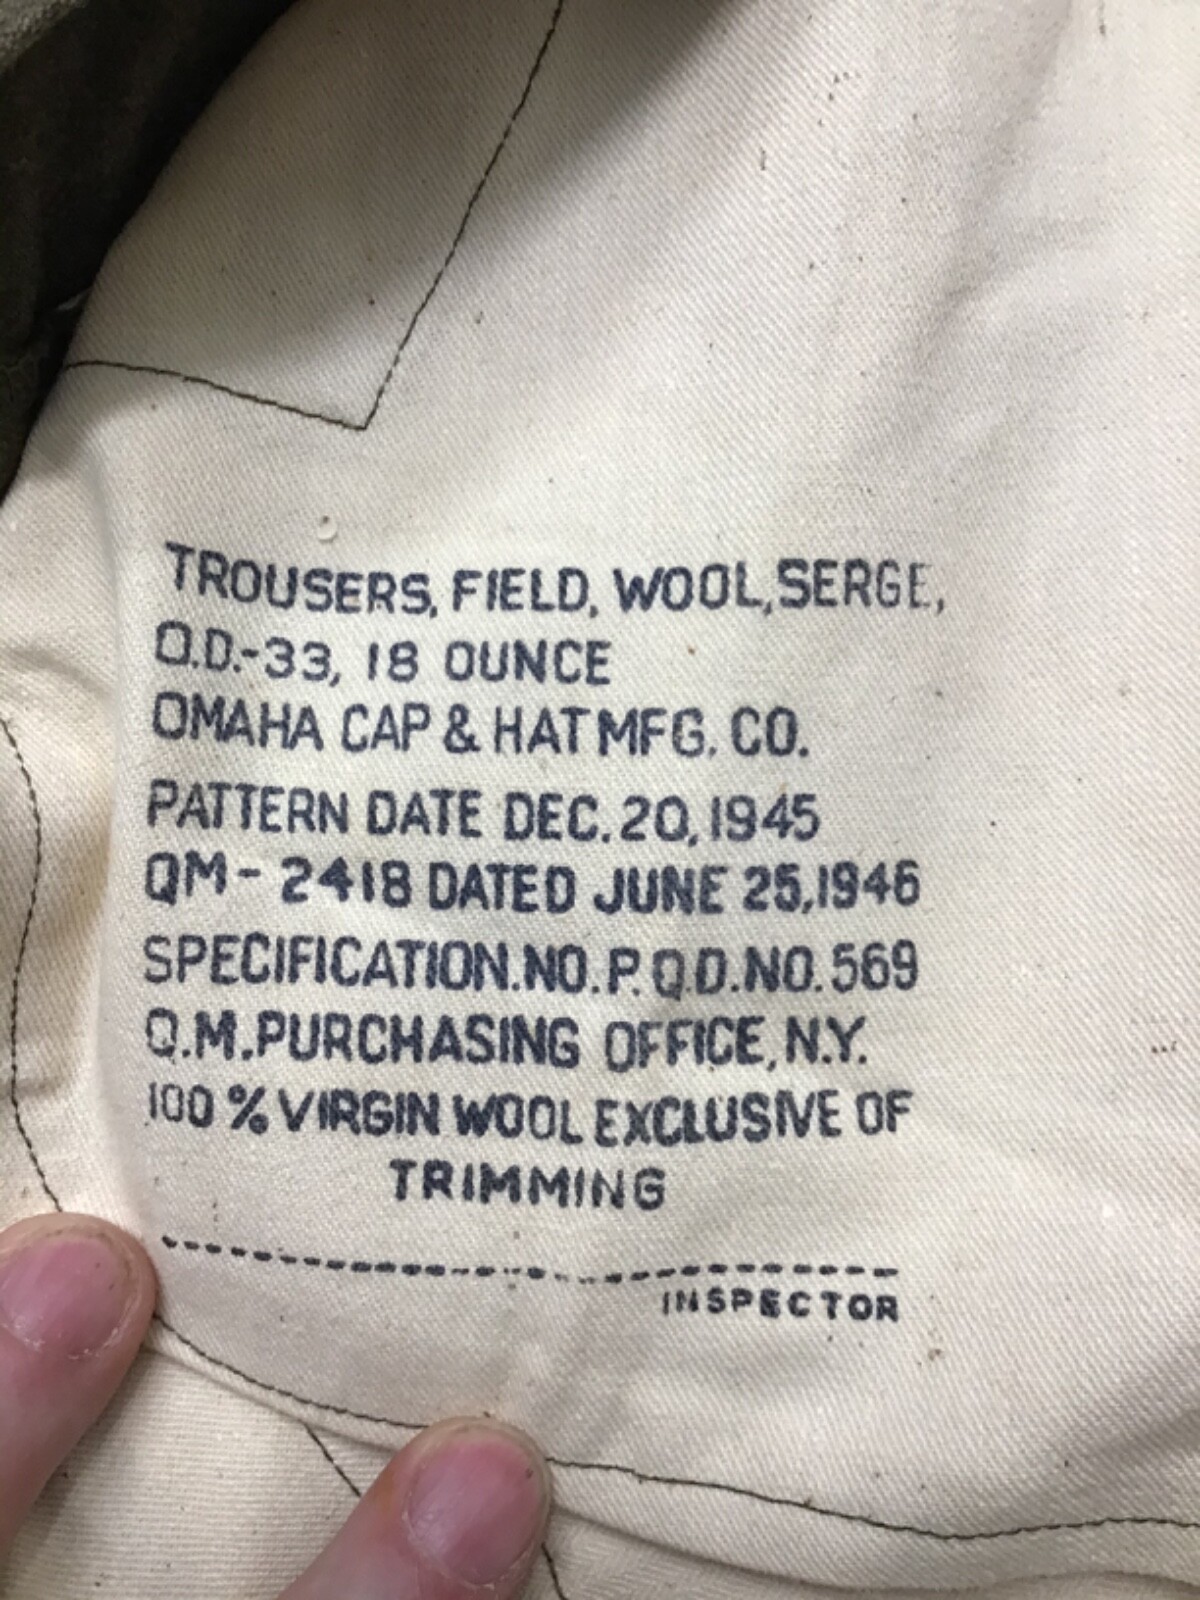 TROUSERS, FIELD, WOOL, SERGE,
O.D.-33, 18 OUNCE
OMAHA CAP & HAT MFG. CO.
PATTERN DATE DEC. 20, 1945
QM- 2418 DATED JUNE 25, 1946
SPECIFICATION. NO. P. Q.D. NO. 569
Q.M. PURCHASING OFFICE, N.Y.
100 % VIRGIN WOOL EXCLUSIVE OF
TRIMMING
INSPECTOR